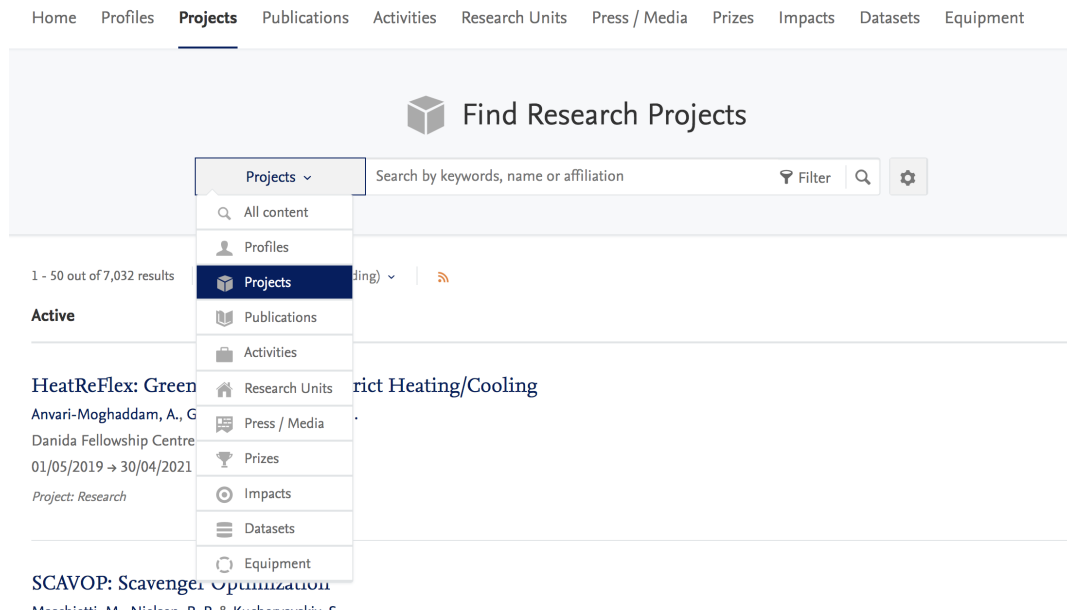 Home Profiles Projects Publications Activities Research Units Press / Media Prizes Impacts Datasets Equipment
Find Research Projects
Projects Search by keywords, name or affiliation Filter
All content
Profiles
1 - 50 out of 7,032 results
Projects
Publications
Active
Activities
HeatReFlex: Green Heating/Cooling
Research Units
Anvari-Moghaddam, A.,
Press / Media
Danida Fellowship Centre
Prizes
01/05/2019 → 30/04/2021
Impacts
Project: Research
Datasets
Equipment
SCAVOP: Scavenger Optimization